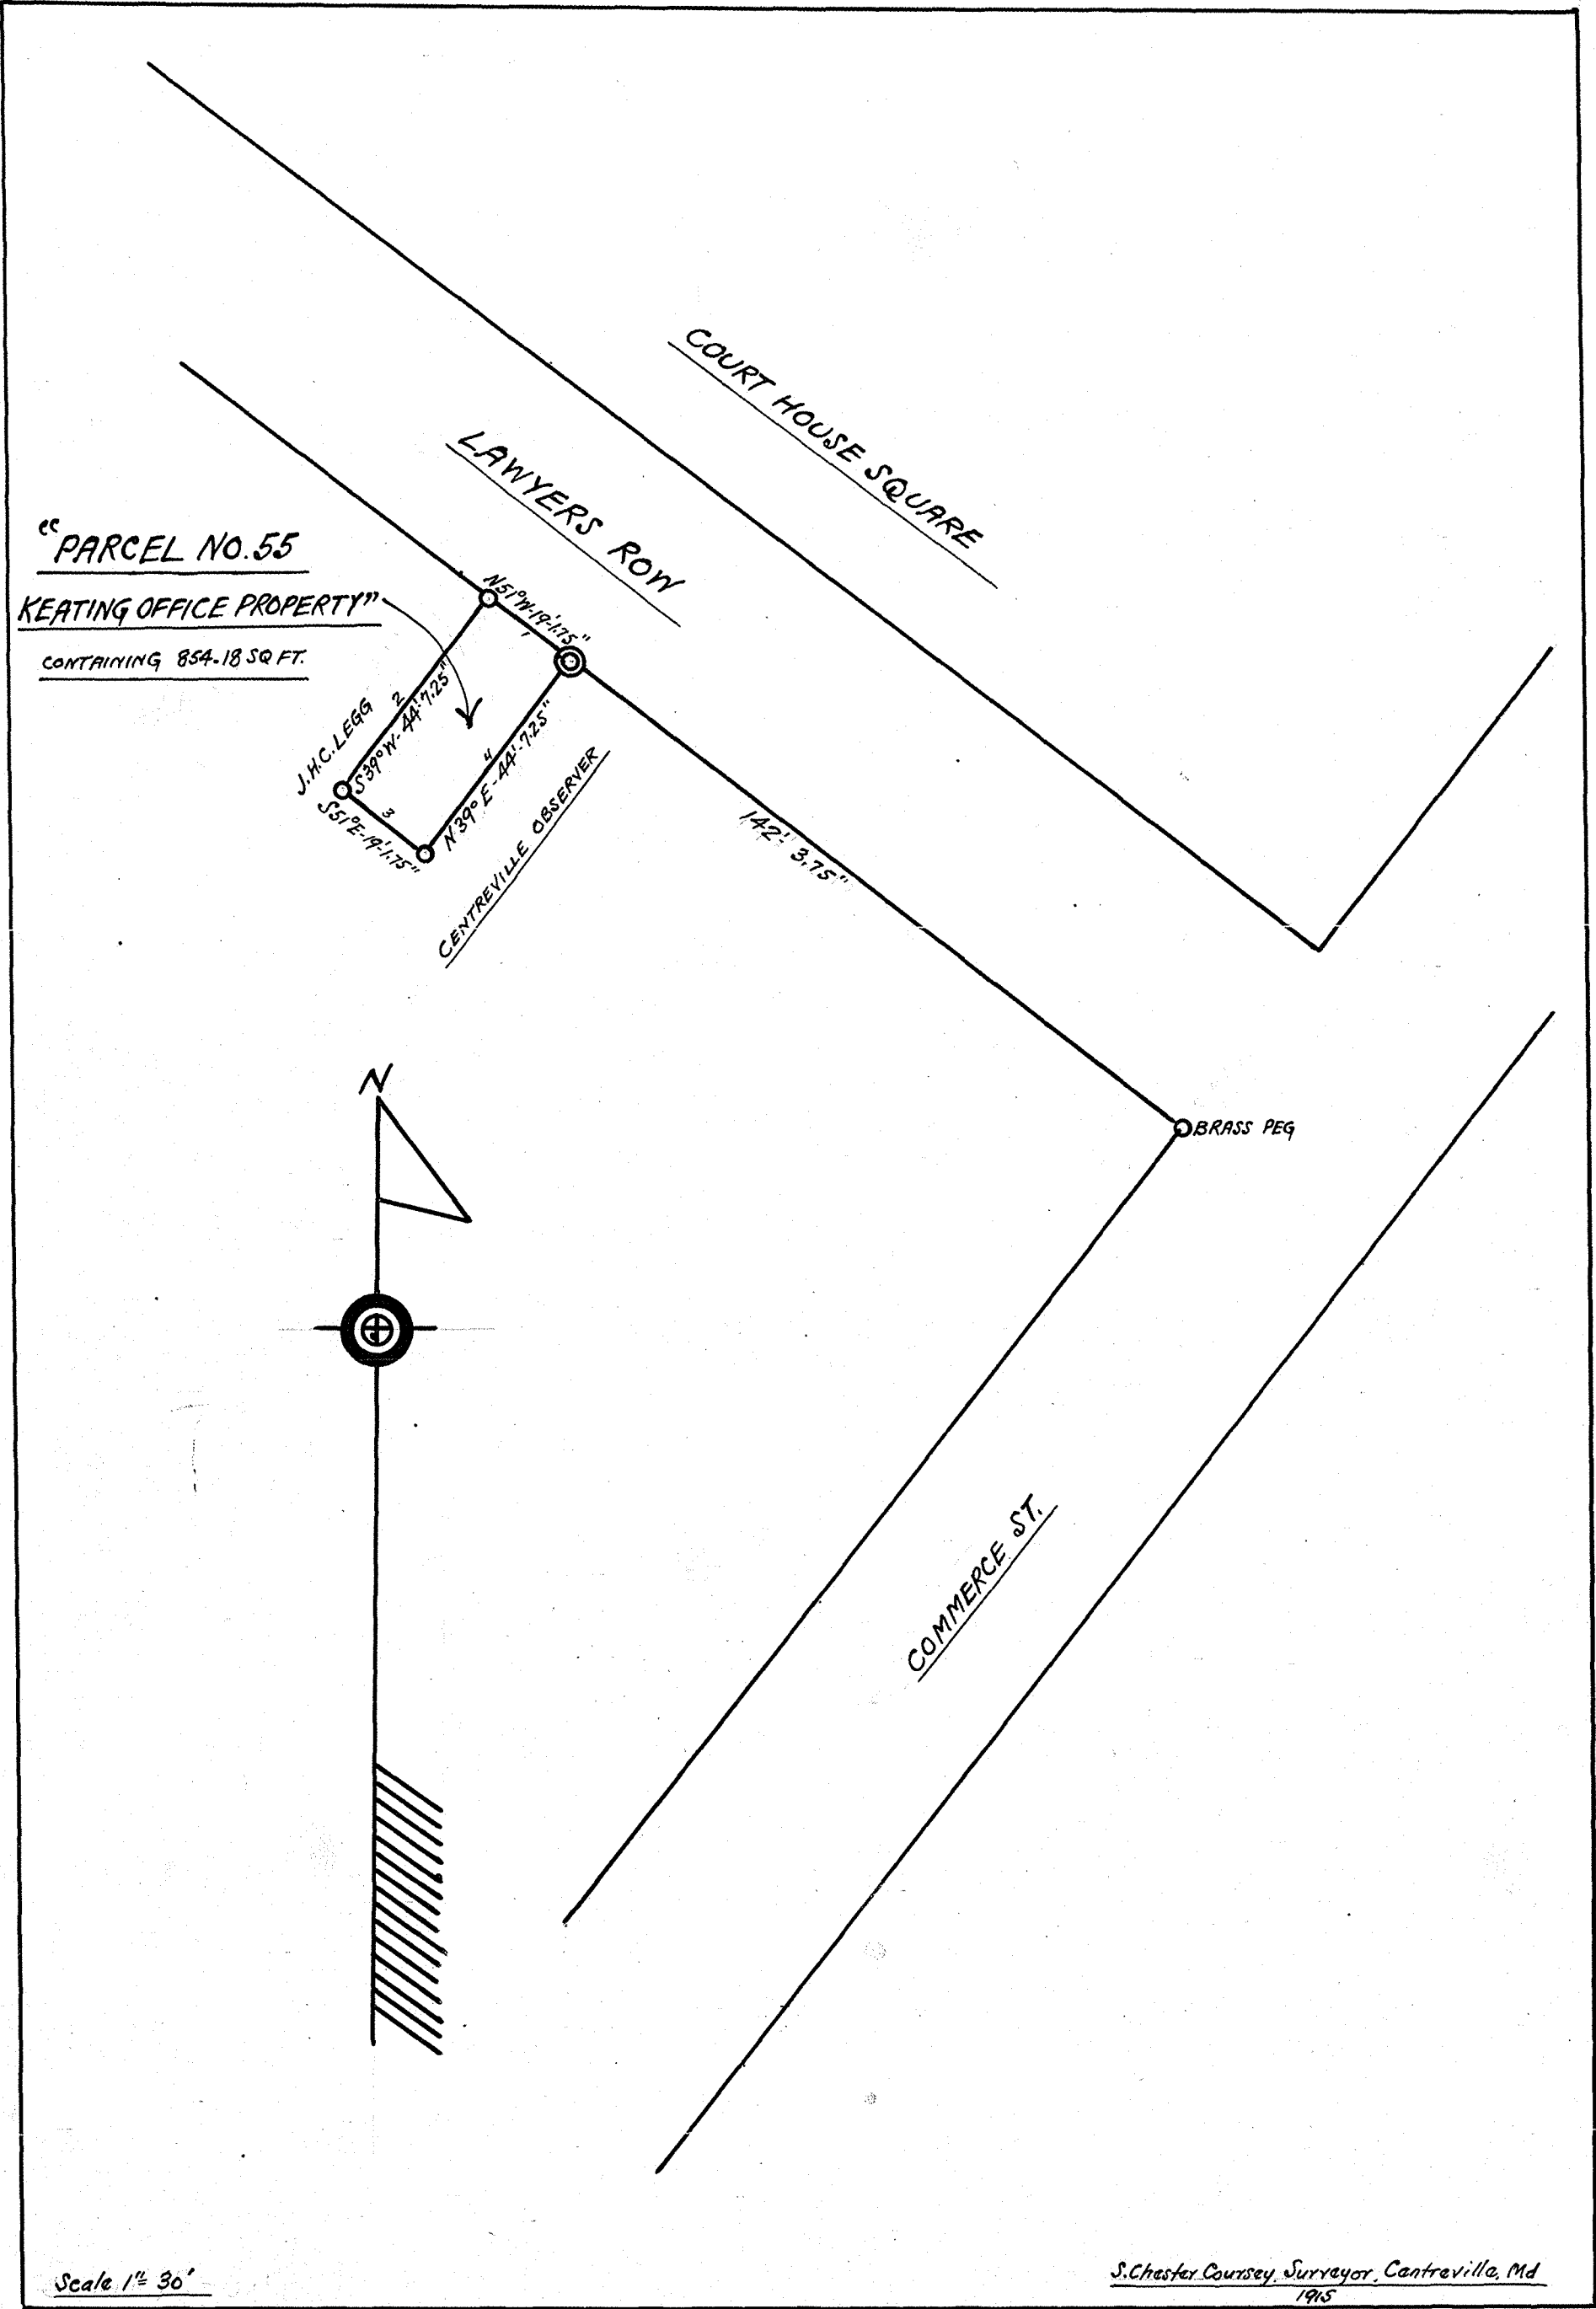 COURT HOUSE SQUARE
LAWYERS ROW
"PARCEL NO. 55
KEATING OFFICE PROPERTY"
CONTAINING 854.18 SQ FT.
N51°W-19'-1.75"
1
J.H.C. LEGG
2
S39°W-44'-7.25"
3
S51°E-19'-1.75"
4
N39°E-44'-7.25"
CENTREVILLE OBSERVER
142'-3.75"
BRASS PEG
N
COMMERCE ST.
Scale 1"= 30'
S. Chester Coursey, Surveyor, Centreville, Md
1915